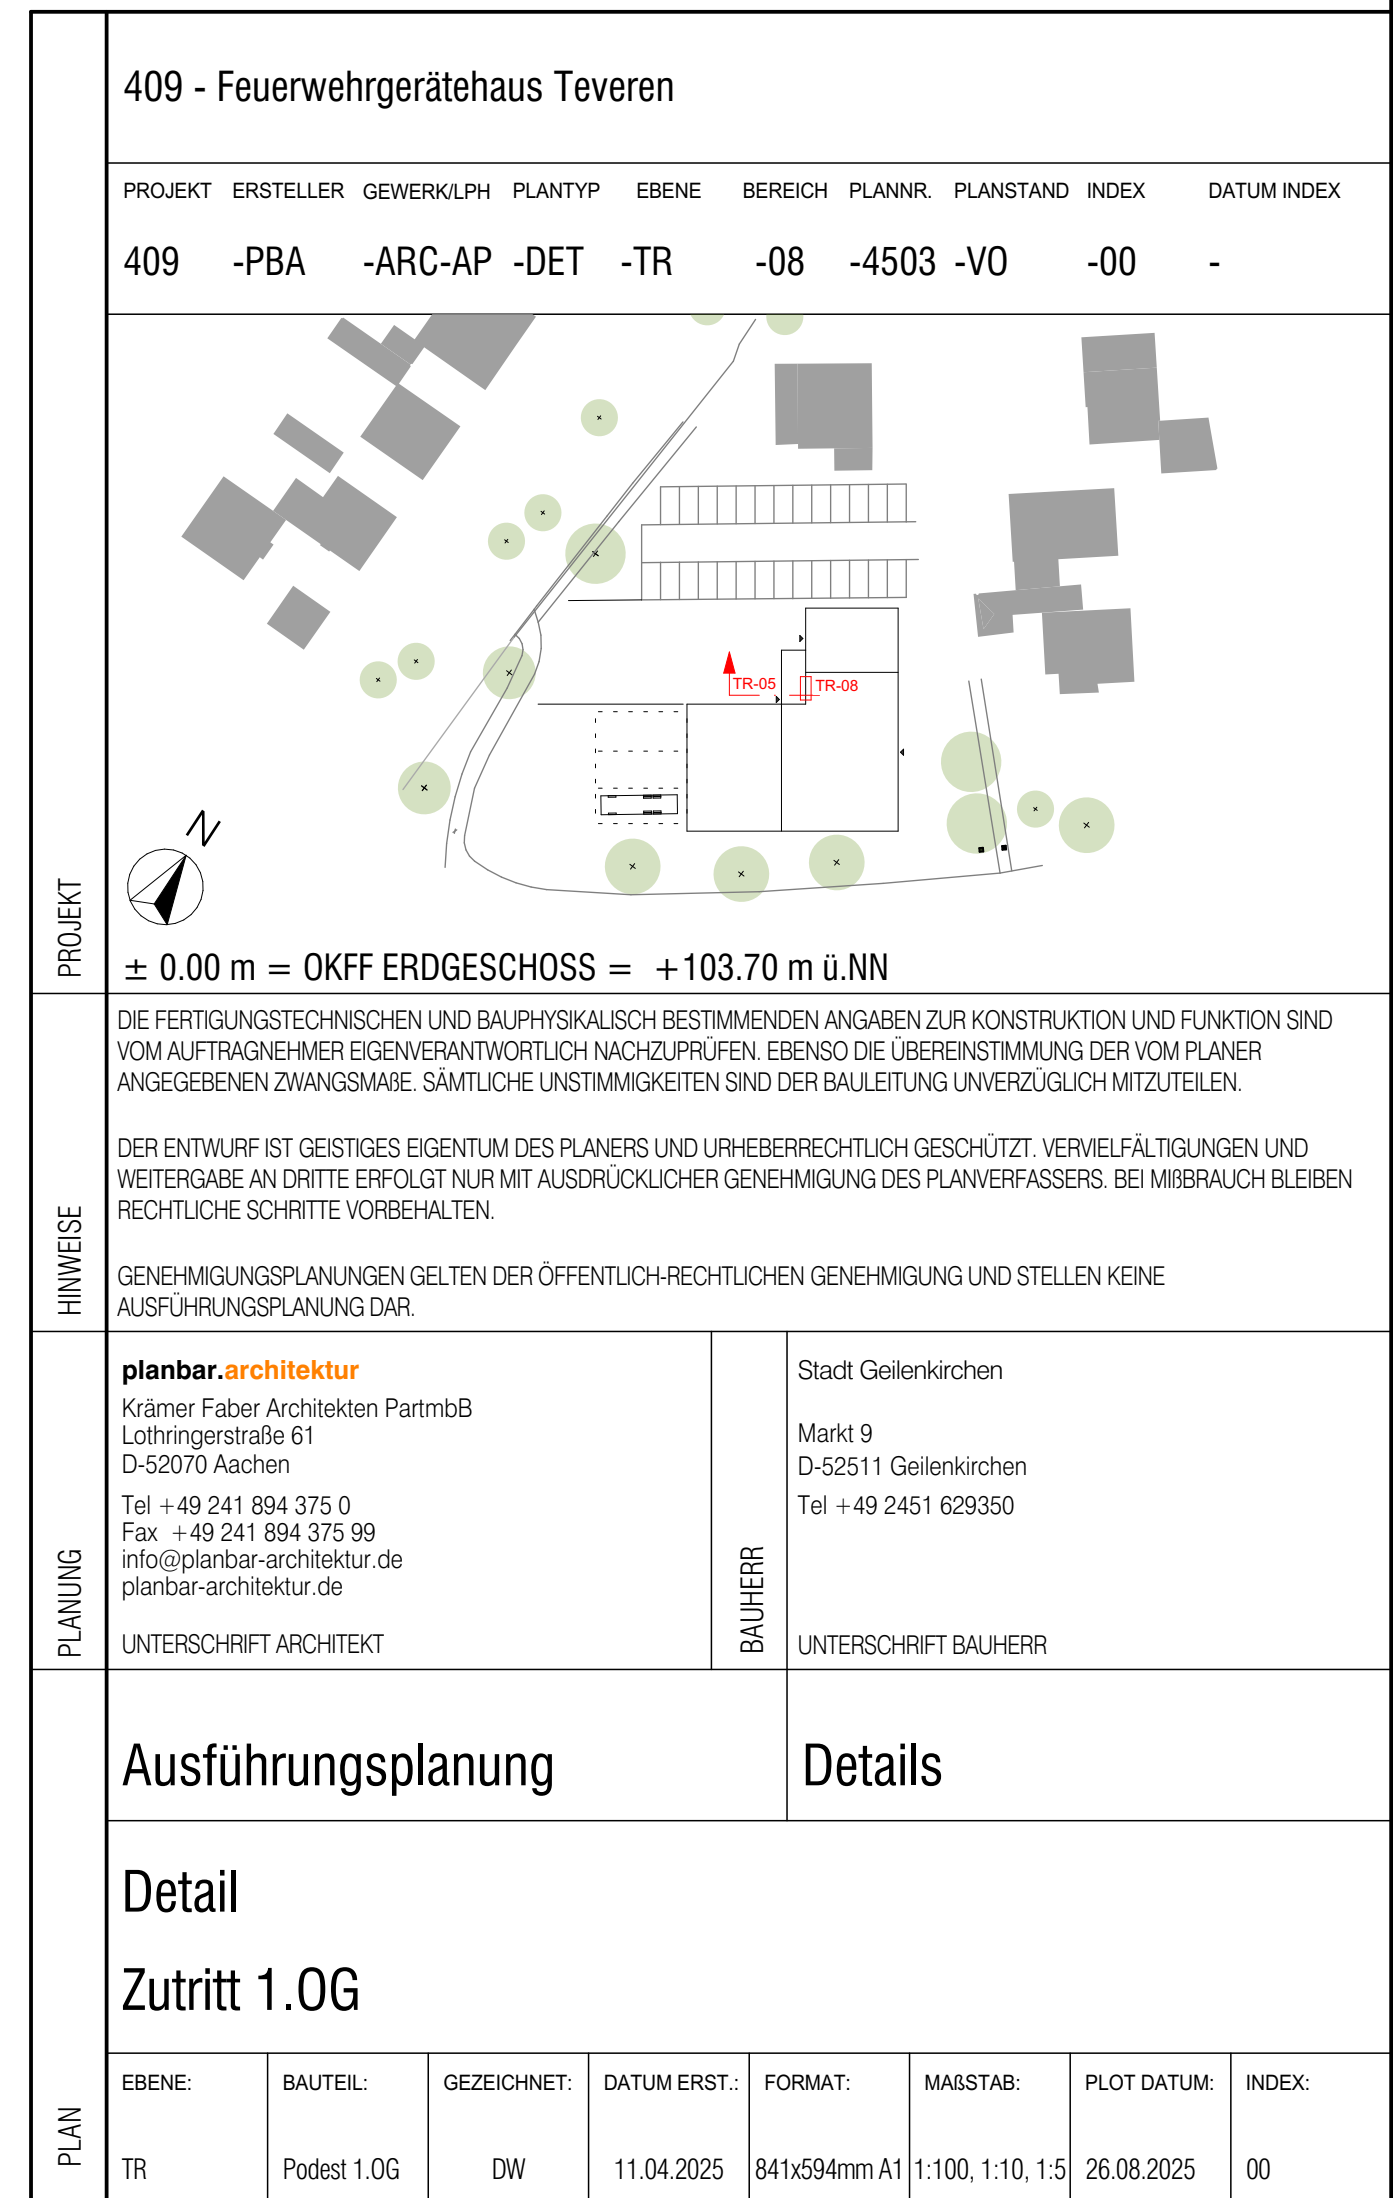 409 - Feuerwehrgerätehaus Teveren
PROJEKT ERSTELLER GEWERK/LPH PLANTYP EBENE BEREICH PLANNR. PLANSTAND INDEX DATUM INDEX
409 -PBA -ARC-AP -DET -TR -08 -4503 -VO -00 -
TR-05 TR-08
N
PROJEKT
± 0.00 m = OKFF ERDGESCHOSS = +103.70 m ü.NN
HINWEISE
DIE FERTIGUNGSTECHNISCHEN UND BAUPHYSIKALISCH BESTIMMENDEN ANGABEN ZUR KONSTRUKTION UND FUNKTION SIND
VOM AUFTRAGNEHMER EIGENVERANTWORTLICH NACHZUPRÜFEN. EBENSO DIE ÜBEREINSTIMMUNG DER VOM PLANER
ANGEGEBENEN ZWANGSMAßE. SÄMTLICHE UNSTIMMIGKEITEN SIND DER BAULEITUNG UNVERZÜGLICH MITZUTEILEN.
DER ENTWURF IST GEISTIGES EIGENTUM DES PLANERS UND URHEBERRECHTLICH GESCHÜTZT. VERVIELFÄLTIGUNGEN UND
WEITERGABE AN DRITTE ERFOLGT NUR MIT AUSDRÜCKLICHER GENEHMIGUNG DES PLANVERFASSERS. BEI MIßBRAUCH BLEIBEN
RECHTLICHE SCHRITTE VORBEHALTEN.
GENEHMIGUNGSPLANUNGEN GELTEN DER ÖFFENTLICH-RECHTLICHEN GENEHMIGUNG UND STELLEN KEINE
AUSFÜHRUNGSPLANUNG DAR.
PLANUNG
planbar.architektur
Krämer Faber Architekten PartmbB
Lothringerstraße 61
D-52070 Aachen
Tel +49 241 894 375 0
Fax +49 241 894 375 99
info@planbar-architektur.de
planbar-architektur.de
UNTERSCHRIFT ARCHITEKT
BAUHERR
Stadt Geilenkirchen
Markt 9
D-52511 Geilenkirchen
Tel +49 2451 629350
UNTERSCHRIFT BAUHERR
PLAN
Ausführungsplanung
Details
Detail
Zutritt 1.OG
EBENE: BAUTEIL: GEZEICHNET: DATUM ERST.: FORMAT: MAßSTAB: PLOT DATUM: INDEX:
TR Podest 1.OG DW 11.04.2025 841x594mm A1 1:100, 1:10, 1:5 26.08.2025 00